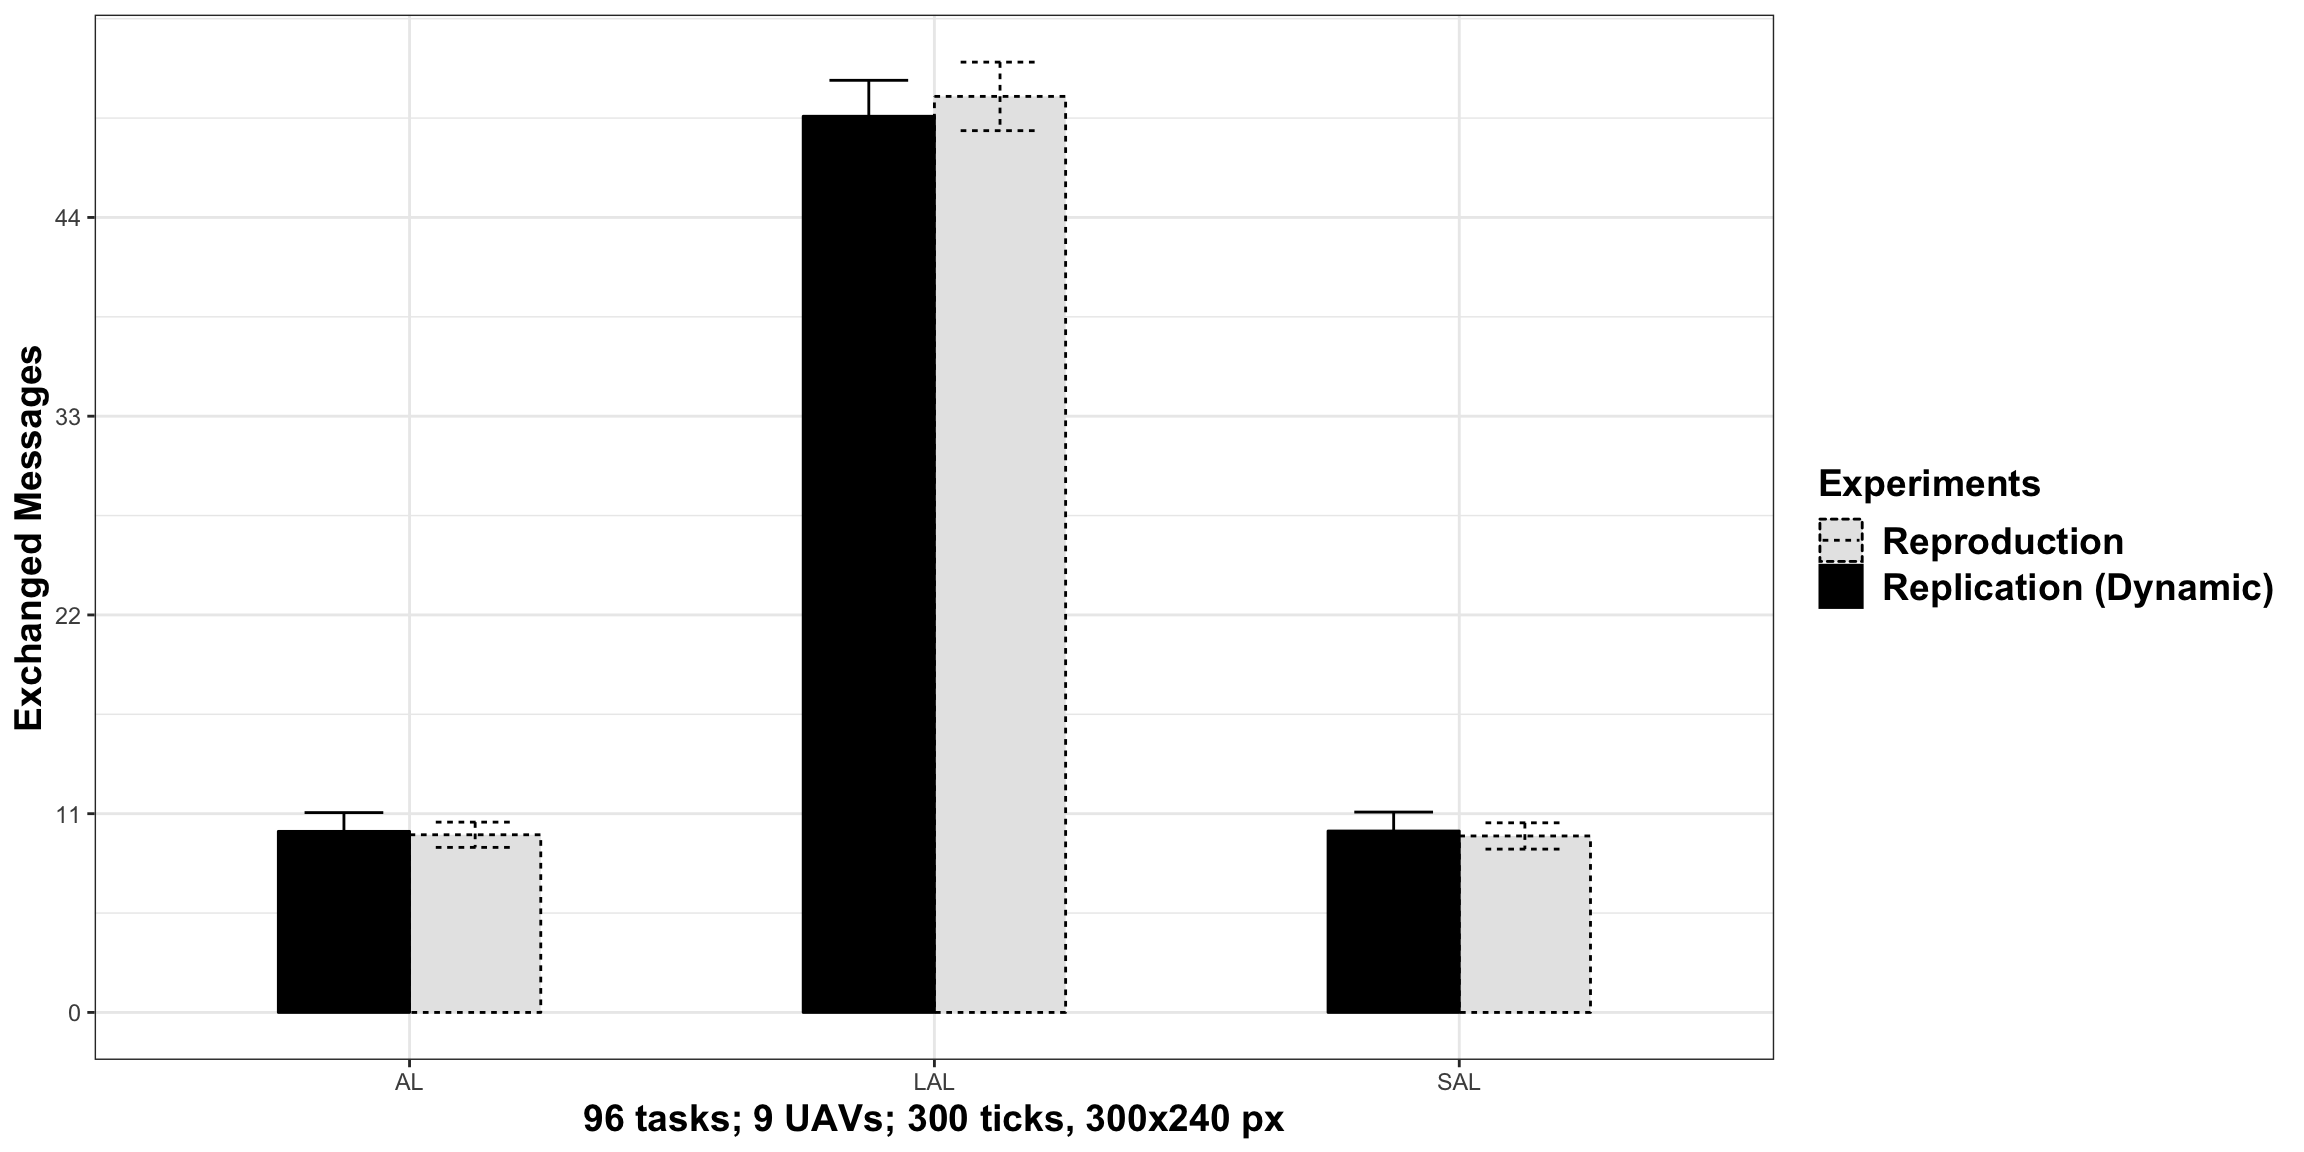 Exchanged Messages
44
33
22
11
0
AL
LAL
SAL
96 tasks; 9 UAVs; 300 ticks, 300x240 px
Experiments
Reproduction
Replication (Dynamic)